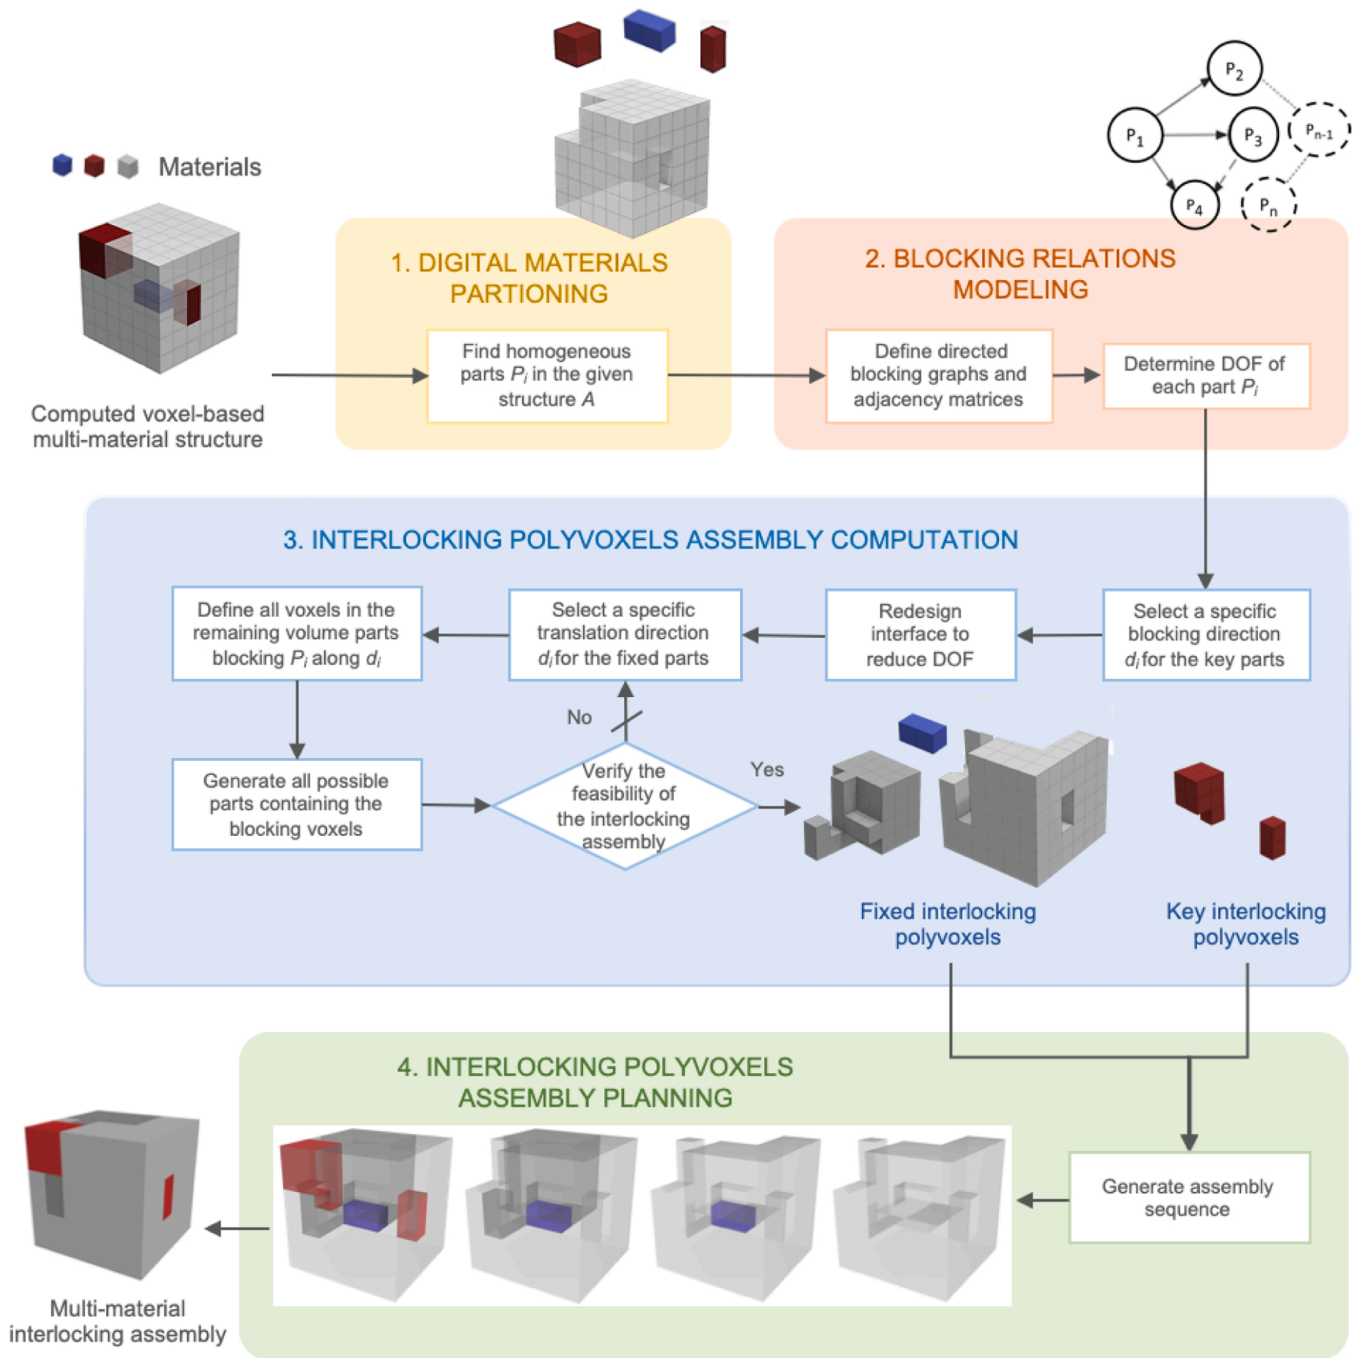 Materials
Computed voxel-based
multi-material structure
P2
P1
P3
Pn-1
P4
Pn
1. DIGITAL MATERIALS
PARTIONING
Find homogeneous
parts Pi in the given
structure A
2. BLOCKING RELATIONS
MODELING
Define directed
blocking graphs and
adjacency matrices
Determine DOF of
each part Pi
3. INTERLOCKING POLYVOXELS ASSEMBLY COMPUTATION
Select a specific
blocking direction
di for the key parts
Redesign
interface to
reduce DOF
Select a specific
translation direction
di for the fixed parts
Define all voxels in the
remaining volume parts
blocking Pi along di
Generate all possible
parts containing the
blocking voxels
Verify the
feasibility of
the interlocking
assembly
No
Yes
Fixed interlocking
polyvoxels
Key interlocking
polyvoxels
4. INTERLOCKING POLYVOXELS
ASSEMBLY PLANNING
Generate assembly
sequence
Multi-material
interlocking assembly